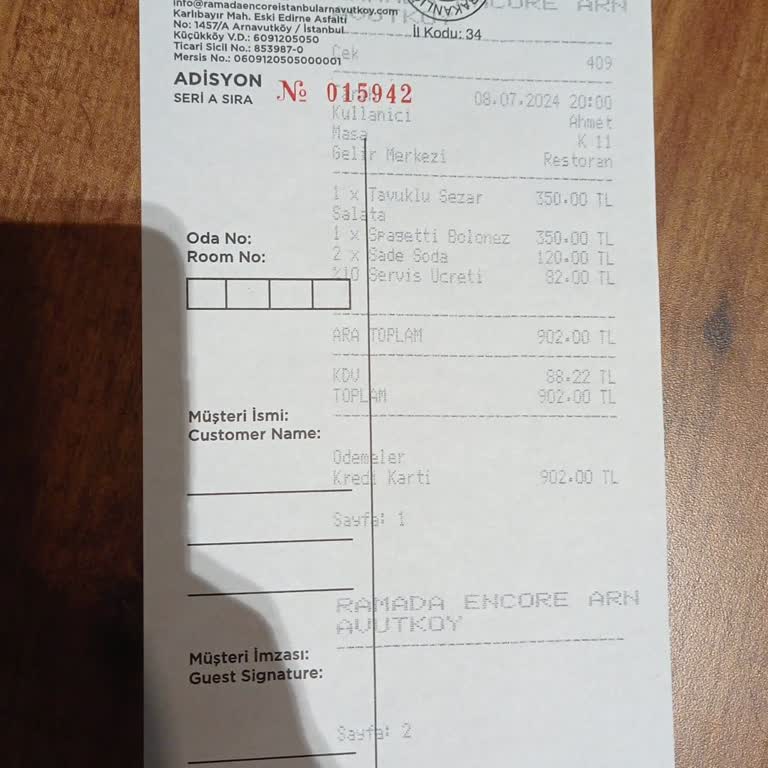 info@ramadaencoreistanbularnavutkoy.com
Karlıbayır Mah. Eski Edirne Asfaltı
No: 1457/A Arnavutköy / İstanbul
Küçükköy V.D.: 6091205050
Ticari Sicil No.: 853987-0
Mersis No.: 0609120505000001
İl Kodu: 34
ENCORE ARN
AVUTKOY
ADİSYON
SERİ A SIRA
№ 015942
Cek 409
08.07.2024 20:00
Kullanici Ahmet
Masa K 11
Gelir Merkezi Restoran
1 x Tavuklu Sezar 350.00 TL
Salata
1 x Spagetti Bolonez 350.00 TL
2 x Sade Soda 120.00 TL
%10 Servis Ucreti 82.00 TL
Oda No:
Room No:
ARA TOPLAM 902.00 TL
KDV 88.22 TL
TOPLAM 902.00 TL
Müşteri İsmi:
Customer Name:
Odemeler
Kredi Karti 902.00 TL
Sayfa: 1
RAMADA ENCORE ARN
AVUTKOY
Müşteri İmzası:
Guest Signature:
Sayfa: 2